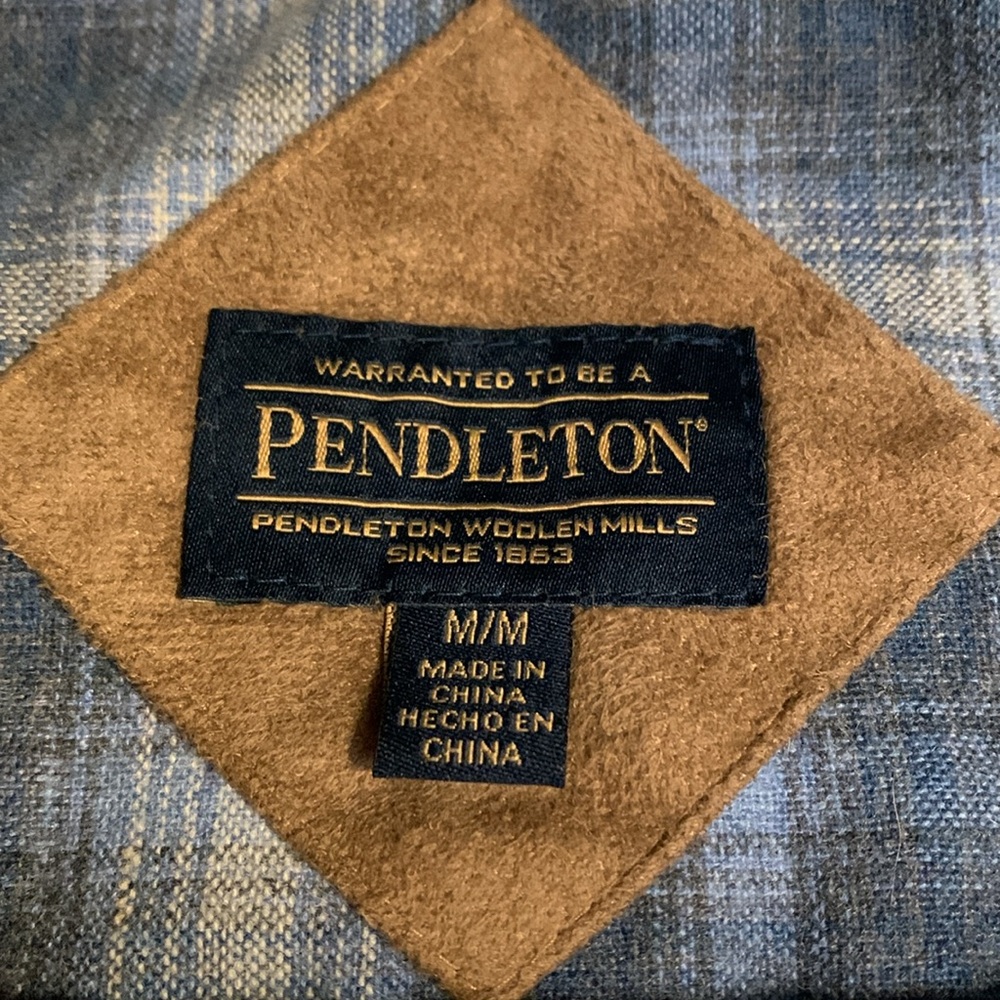 WARRANTED TO BE A
PENDLETON®
PENDLETON WOOLEN MILLS
SINCE 1863
M/M
MADE IN
CHINA
HECHO EN
CHINA